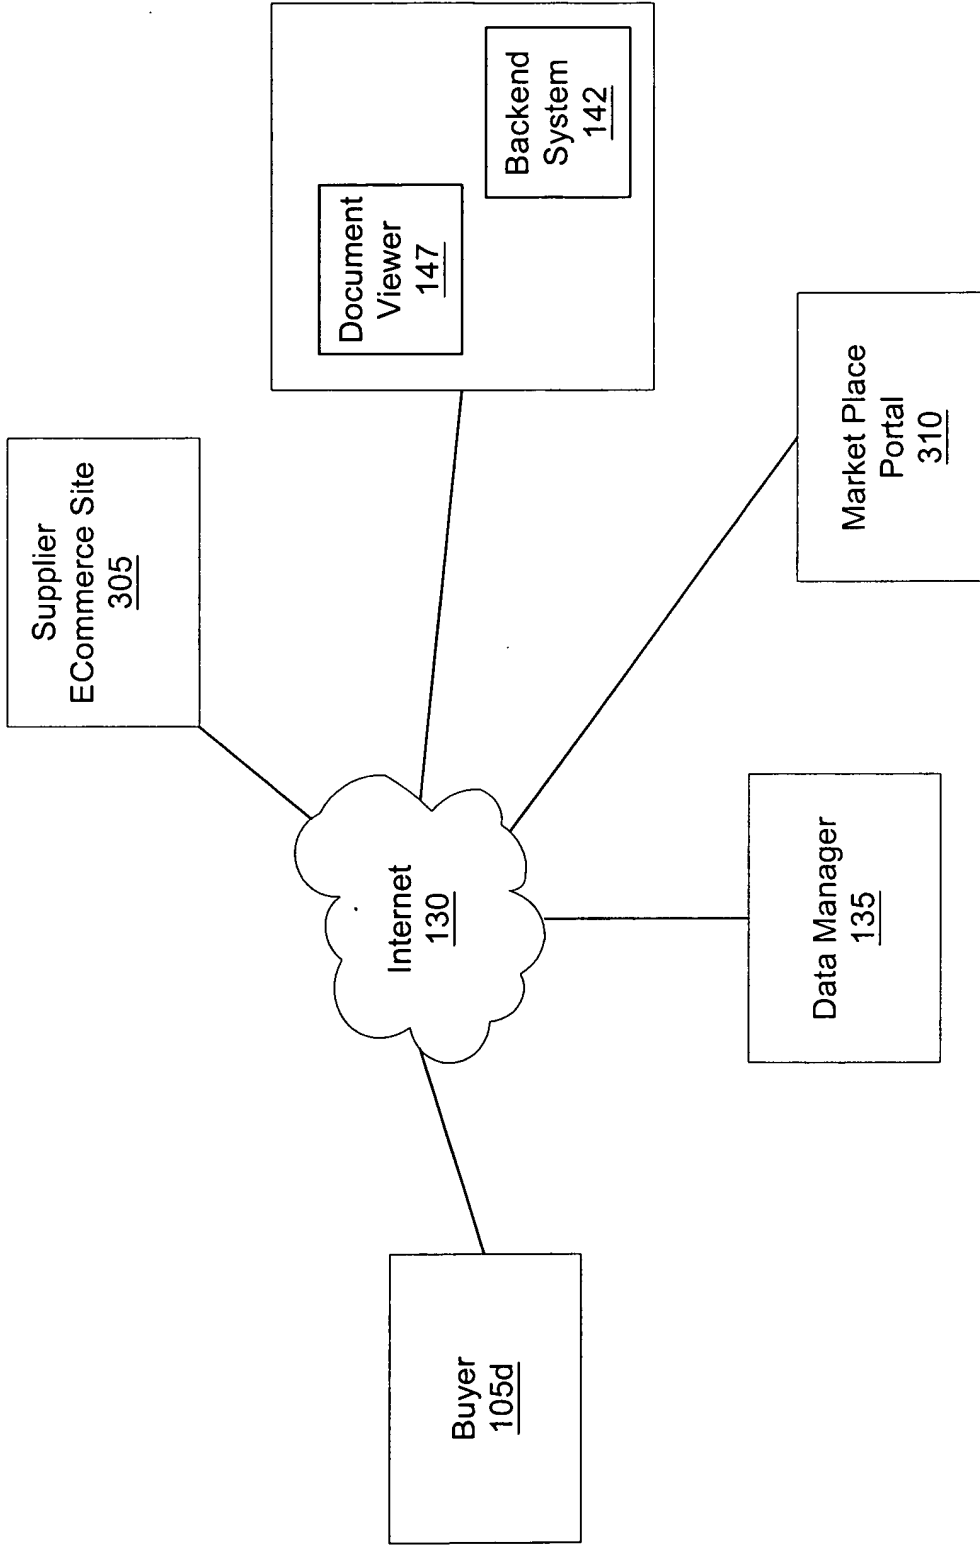 Supplier
ECommerce Site
305
Document
Viewer
147
Backend
System
142
Internet
130
Buyer
105d
Data Manager
135
Market Place
Portal
310